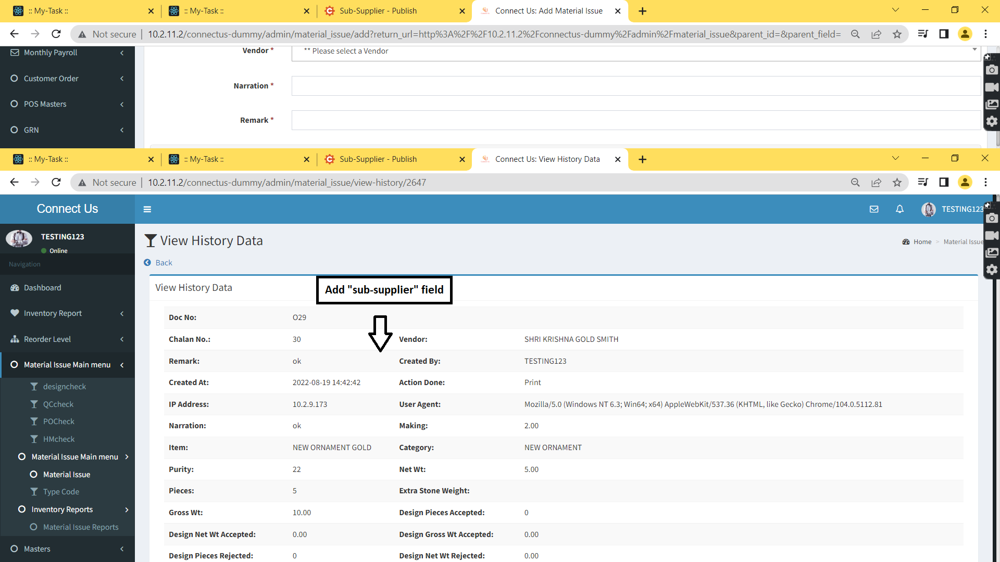 :: My-Task ::
:: My-Task ::
Sub-Supplier - Publish
Connect Us: Add Material Issue
Not secure
10.2.11.2/connectus-dummy/admin/material_issue/add?return_url=http%3A%2F%2F10.2.11.2%2Fconnectus-dummy%2Fadmin%2Fmaterial_issue&parent_id=&parent_field=
Monthly Payroll
Customer Order
POS Masters
GRN
Vendor *
** Please select a Vendor
Narration *
Remark *
:: My-Task ::
:: My-Task ::
Sub-Supplier - Publish
Connect Us: View History Data
Not secure
10.2.11.2/connectus-dummy/admin/material_issue/view-history/2647
Connect Us
TESTING123
TESTING123
Online
Navigation
Dashboard
Inventory Report
Reorder Level
Material Issue Main menu
designcheck
QCcheck
POCheck
HMcheck
Material Issue Main menu
Material Issue
Type Code
Inventory Reports
Material Issue Reports
Masters
View History Data
Home > Material Issue
Back
View History Data
Add "sub-supplier" field
Doc No: O29
Chalan No.: 30 Vendor: SHRI KRISHNA GOLD SMITH
Remark: ok Created By: TESTING123
Created At: 2022-08-19 14:42:42 Action Done: Print
IP Address: 10.2.9.173 User Agent: Mozilla/5.0 (Windows NT 6.3; Win64; x64) AppleWebKit/537.36 (KHTML, like Gecko) Chrome/104.0.5112.81
Narration: ok Making: 2.00
Item: NEW ORNAMENT GOLD Category: NEW ORNAMENT
Purity: 22 Net Wt: 5.00
Pieces: 5 Extra Stone Weight:
Gross Wt: 10.00 Design Pieces Accepted: 0
Design Net Wt Accepted: 0.00 Design Gross Wt Accepted: 0.00
Design Pieces Rejected: 0 Design Net Wt Rejected: 0.00